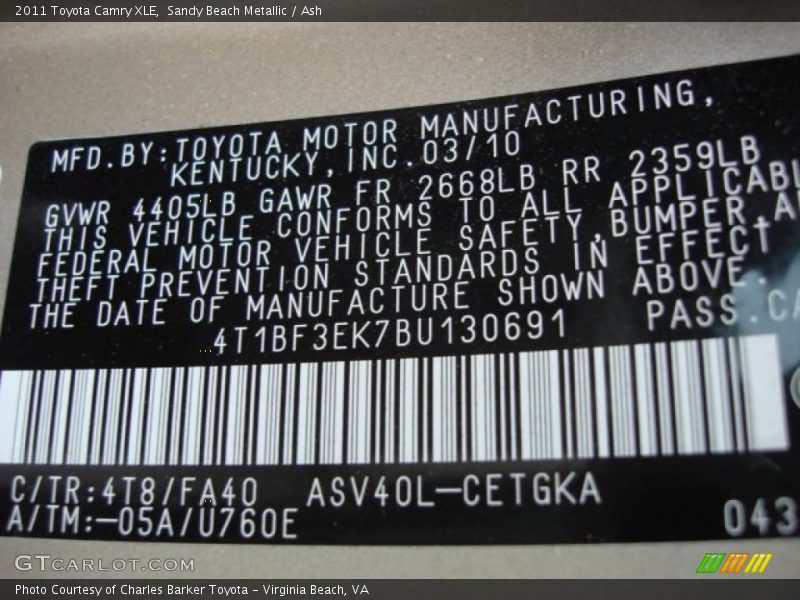 2011 Toyota Camry XLE,  Sandy Beach Metallic / Ash
MFD.BY:TOYOTA MOTOR MANUFACTURING,
KENTUCKY,INC.03/10
GVWR 4405LB GAWR FR 2668LB RR 2359LB
THIS VEHICLE CONFORMS TO ALL APPLICABL
FEDERAL MOTOR VEHICLE SAFETY,BUMPER,A
THEFT PREVENTION STANDARDS IN EFFECT
THE DATE OF MANUFACTURE SHOWN ABOVE.
4T1BF3EK7BU130691 PASS.CA
C/TR:4T8/FA40 ASV40L-CETGKA
A/TM:-05A/U760E 043
GTCARLOT.COM
Photo Courtesy of Charles Barker Toyota - Virginia Beach, VA